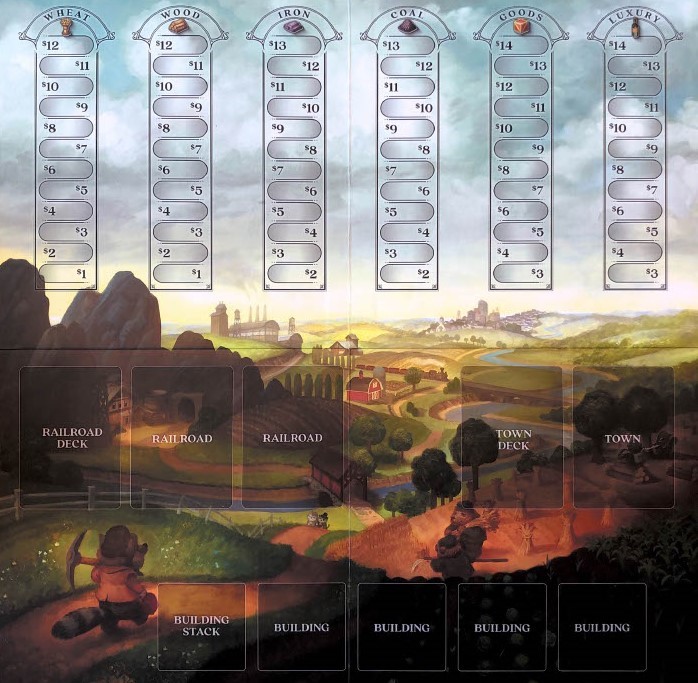 WHEAT
WOOD
IRON
COAL
GOODS
LUXURY
$12 $12 $13 $13 $14 $14
$11 $11 $12 $12 $13 $13
$10 $10 $11 $11 $12 $12
$9 $9 $10 $10 $11 $11
$8 $8 $9 $9 $10 $10
$7 $7 $8 $8 $9 $9
$6 $6 $7 $7 $8 $8
$5 $5 $6 $6 $7 $7
$4 $4 $5 $5 $6 $6
$3 $3 $4 $4 $5 $5
$2 $2 $3 $3 $4 $4
$1 $1 $2 $2 $3 $3
RAILROAD
DECK
RAILROAD
RAILROAD
TOWN
DECK
TOWN
BUILDING
STACK
BUILDING
BUILDING
BUILDING
BUILDING